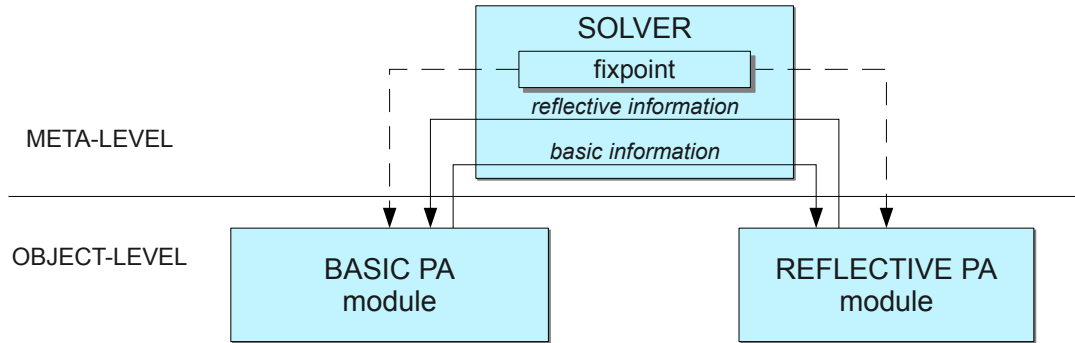 SOLVER
fixpoint
reflective information
META-LEVEL
basic information
OBJECT-LEVEL
BASIC PA
module
REFLECTIVE PA
module